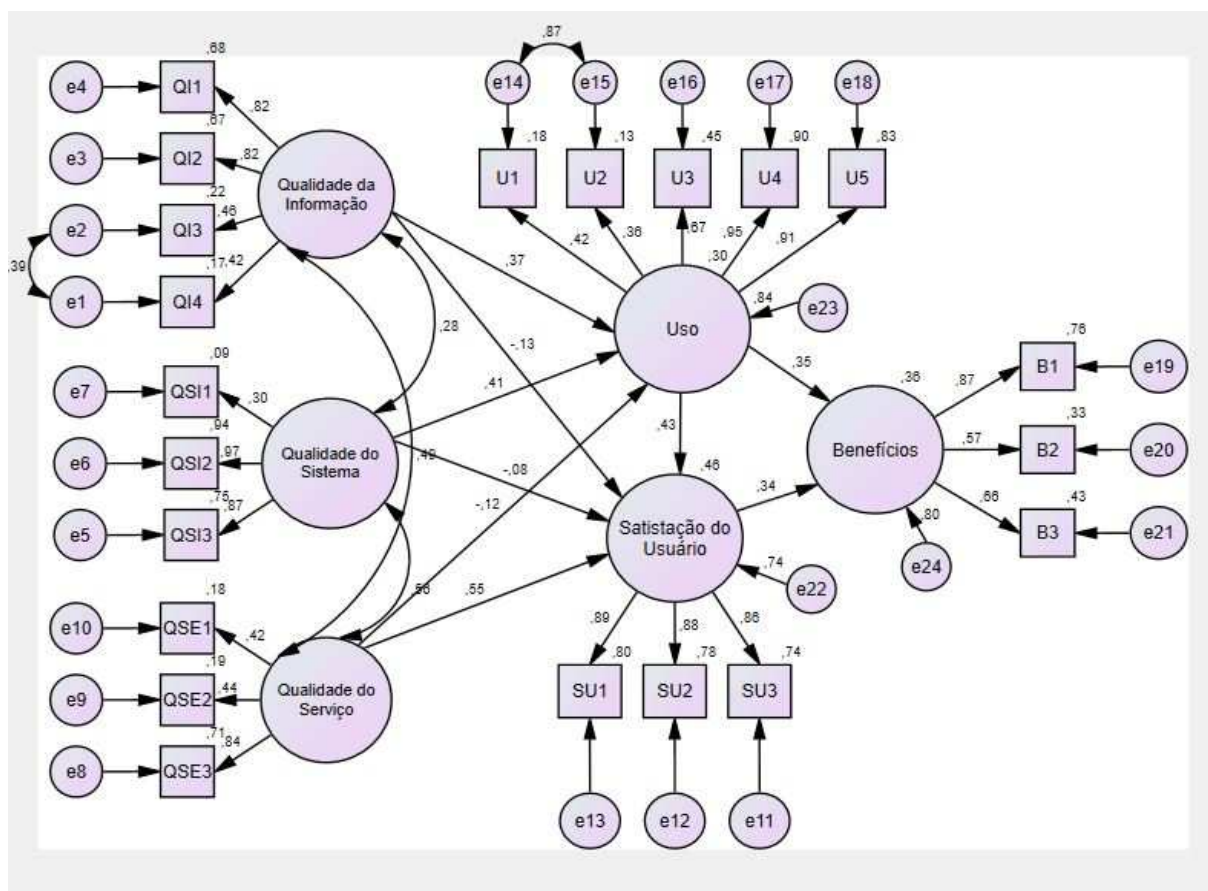 ,87
e14
e15
e16
e17
e18
,18
,13
,45
,90
,83
U1
U2
U3
U4
U5
,42
,36
,67
,95
,91
,68
e4
QI1
,82
,67
e3
QI2
,82
,22
e2
QI3
,46
,39
,17
,42
e1
QI4
Qualidade da
Informação
,37
,28
-,13
,30
Uso
,84
e23
,09
e7
QSI1
,30
,94
e6
QSI2
,97
,75
,87
e5
QSI3
Qualidade do
Sistema
,41
,49
-,08
-,12
,43
,35
,36
Benefícios
,76
,87
B1
e19
,33
,57
B2
e20
,43
,66
B3
e21
,80
e24
,46
Satistação do
Usuário
,34
,74
e22
,18
e10
QSE1
,42
,19
e9
QSE2
,44
,71
,84
e8
QSE3
Qualidade do
Serviço
,56
,55
,89
,88
,86
,80
,78
,74
SU1
SU2
SU3
e13
e12
e11